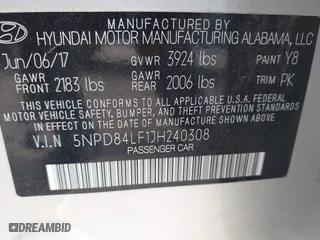 MANUFACTURED BY
HYUNDAI MOTOR MANUFACTURING ALABAMA, LLC
Jun/06/17 GVWR 3924 lbs PAINT Y8
GAWR FRONT 2183 lbs GAWR REAR 2006 lbs TRIM PK
THIS VEHICLE CONFORMS TO ALL APPLICABLE U.S. FEDERAL
MOTOR VEHICLE SAFETY, BUMPER, AND THEFT PREVENTION STANDARDS IN EFFECT ON THE DATE OF MANUFACTURE SHOWN ABOVE.
V.I.N 5NPD84LF1JH240308
PASSENGER CAR
© DREAMBID.COM